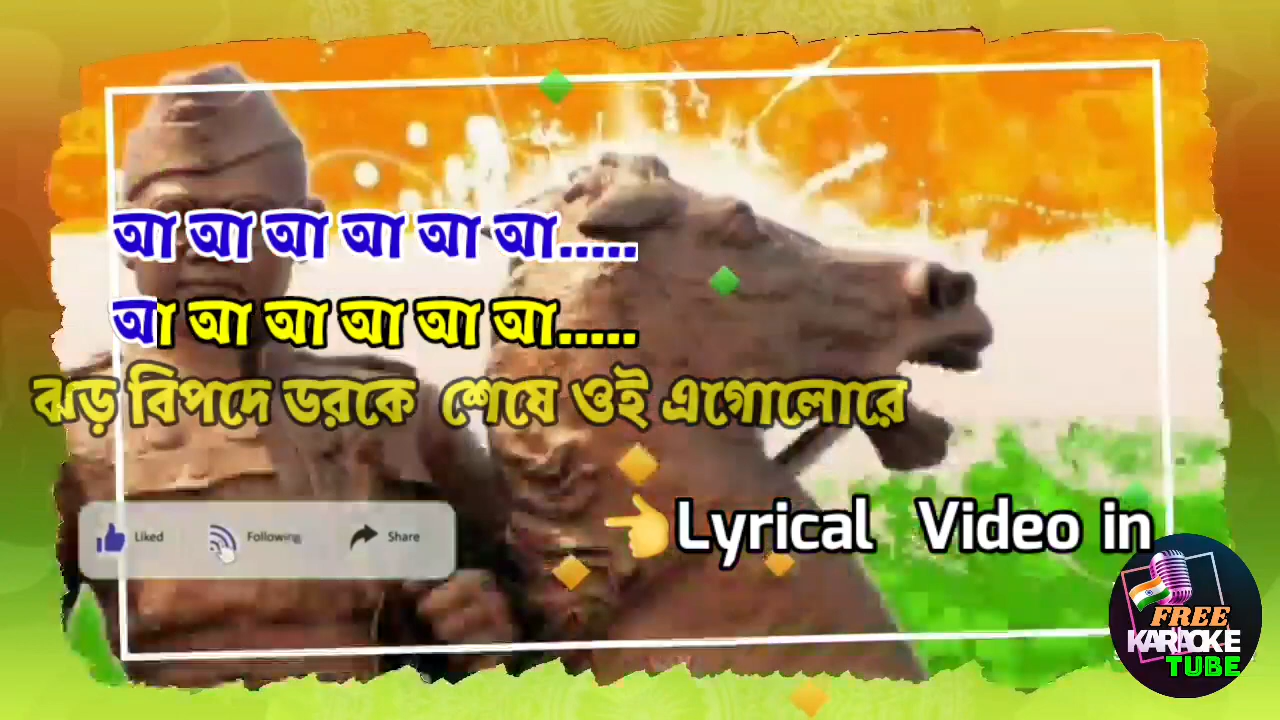 আ আ আ আ আ আ.....
আ আ আ আ আ আ.....
ঝড় বিপদে ডরকে শেষে ওই এগোলোরে
Liked Following Share
Lyrical Video in
FREE
KARAOKE
TUBE